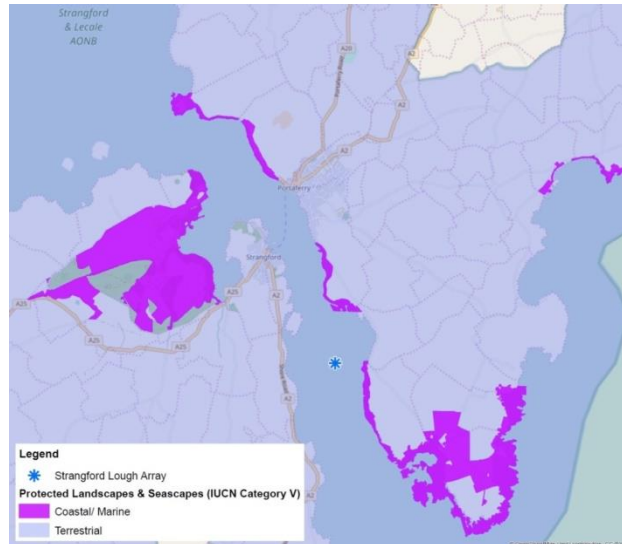 Strangford
& Lecale
AONB
A20
A2
A2
Portaferry
Strangford
A25
A25
A25
A2
A2
Legend
Strangford Lough Array
Protected Landscapes & Seascapes (IUCN Category V)
Coastal/ Marine
Terrestrial